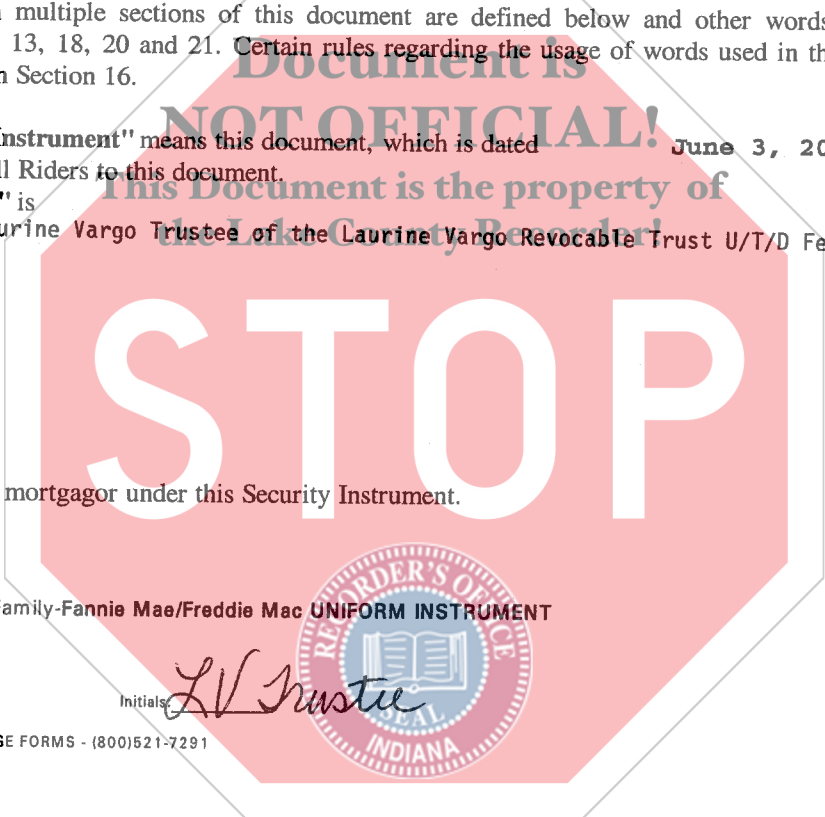 multiple sections of this document are defined below and other words
13, 18, 20 and 21. Certain rules regarding the usage of words used in th
n Section 16.
Document is
NOT OFFICIAL!
nstrument" means this document, which is dated June 3, 20
ll Riders to this document.
This Document is the property of
" is
the Lake County Recorder!
urine Vargo Trustee of the Laurine Vargo Revocable Trust U/T/D Fe
STOP
mortgagor under this Security Instrument.
RECORDER'S OFFICE
Family-Fannie Mae/Freddie Mac UNIFORM INSTRUMENT
Initials: LV Trustee
SEAL
INDIANA
GE FORMS - (800)521-7291